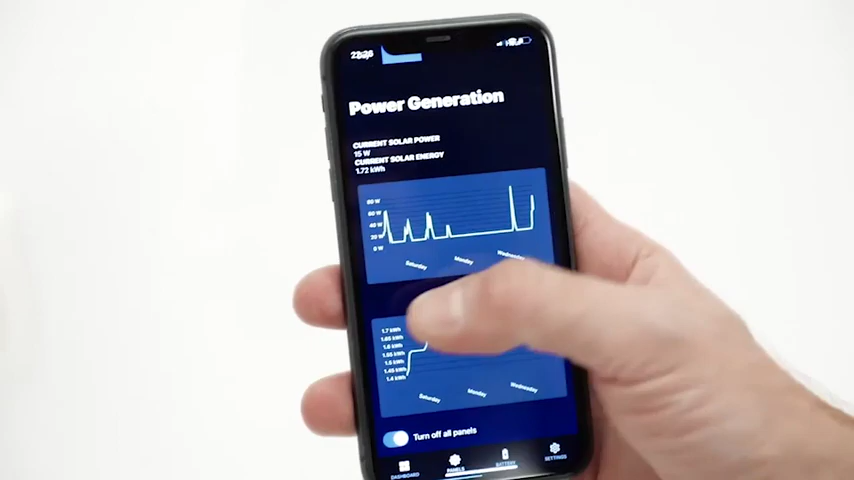 Power Generation
CURRENT SOLAR POWER
15 W
CURRENT SOLAR ENERGY
1.72 kWh
80 W
60 W
40 W
20 W
0 W
Saturday
Monday
Wednesday
1.7 kWh
1.65 kWh
1.6 kWh
1.55 kWh
1.5 kWh
1.45 kWh
1.4 kWh
Saturday
Monday
Wednesday
Turn off all panels
DASHBOARD
PANELS
BATTERY
SETTINGS